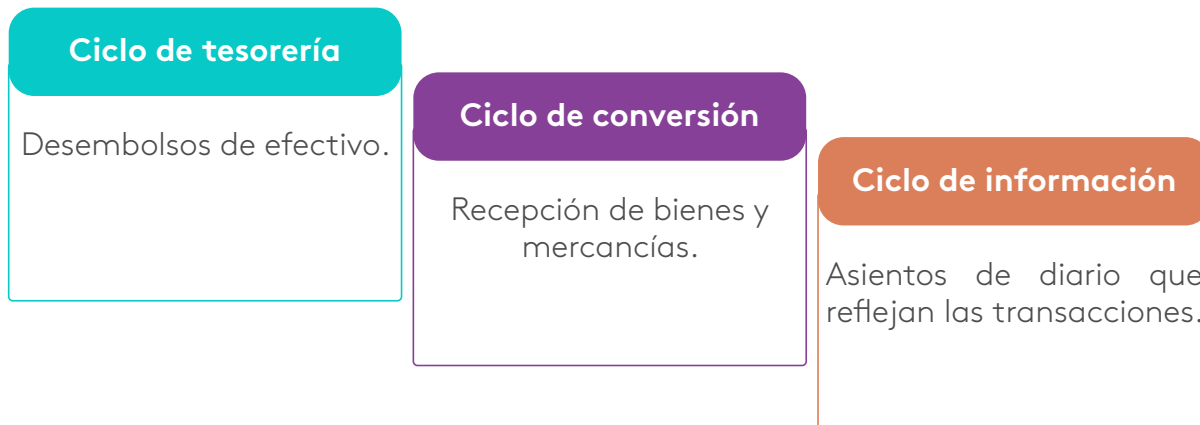 Ciclo de tesorería
Desembolsos de efectivo.
Ciclo de conversión
Recepción de bienes y
mercancías.
Ciclo de información
Asientos de diario que
reflejan las transacciones.